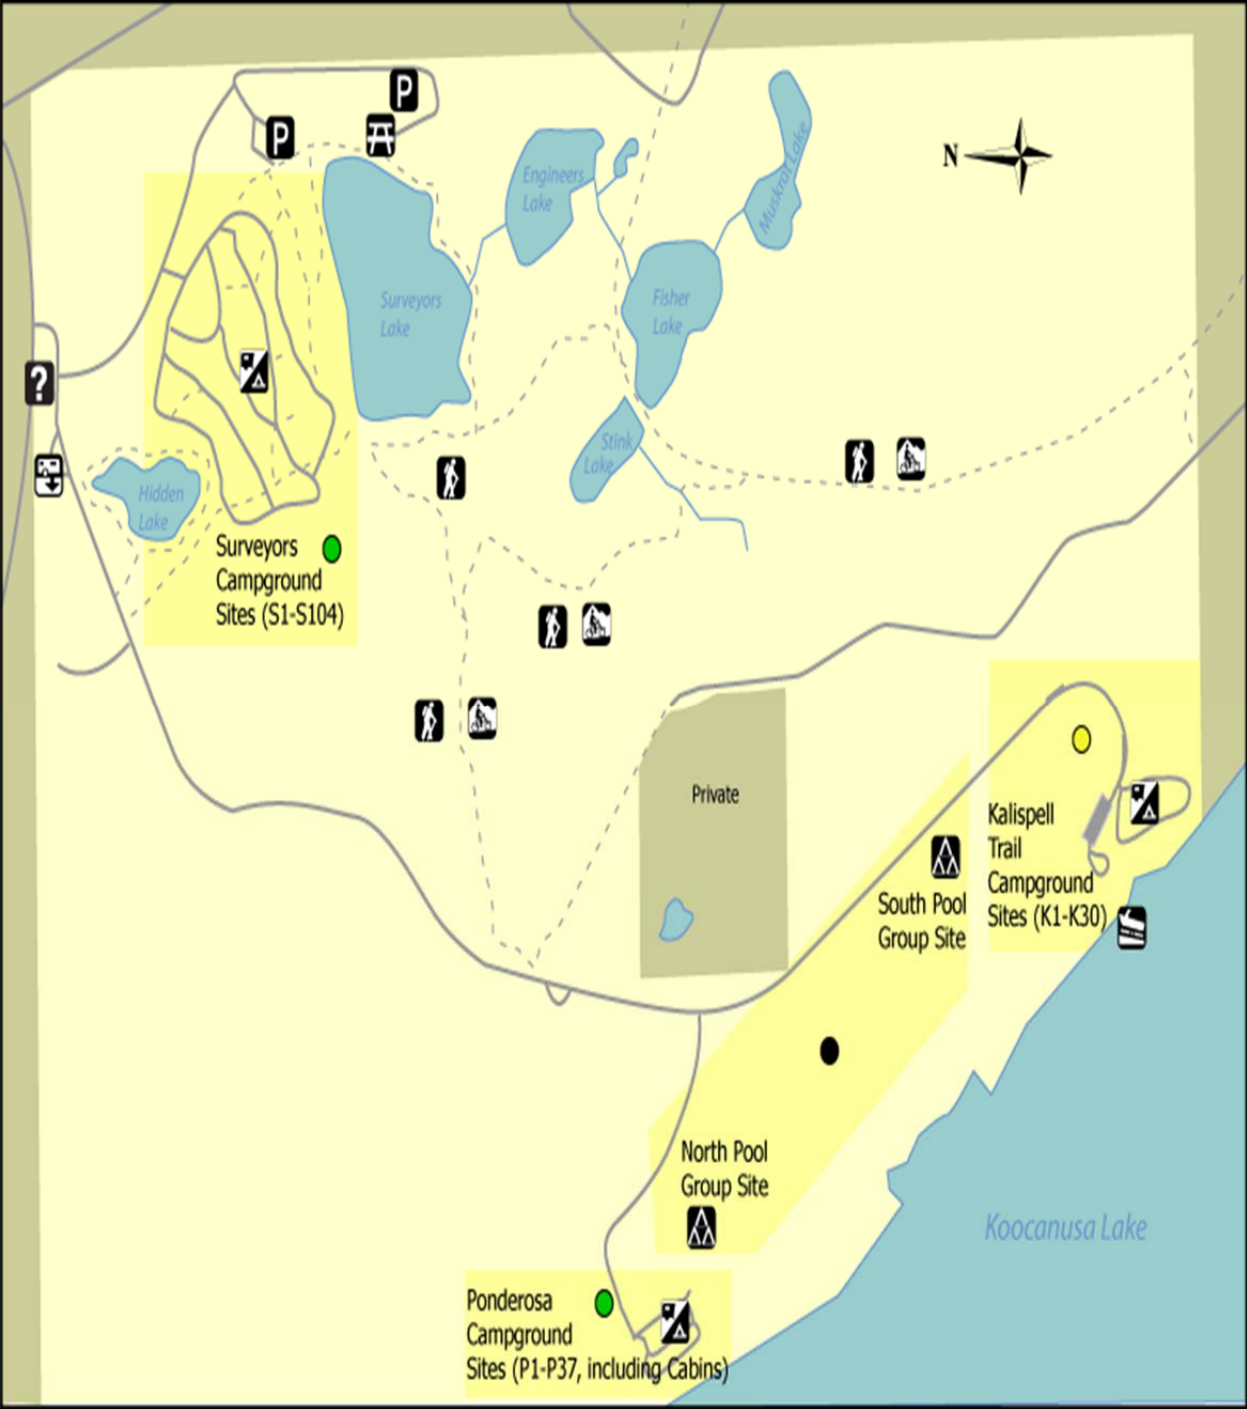 P
P
Engineers
Lake
Muskrat Lake
N
Surveyors
Lake
Fisher
Lake
?
Stink
Lake
Hidden
Lake
Surveyors
Campground
Sites (S1-S104)
Private
Kalispell
Trail
Campground
Sites (K1-K30)
South Pool
Group Site
North Pool
Group Site
Koocanusa Lake
Ponderosa
Campground
Sites (P1-P37, including Cabins)